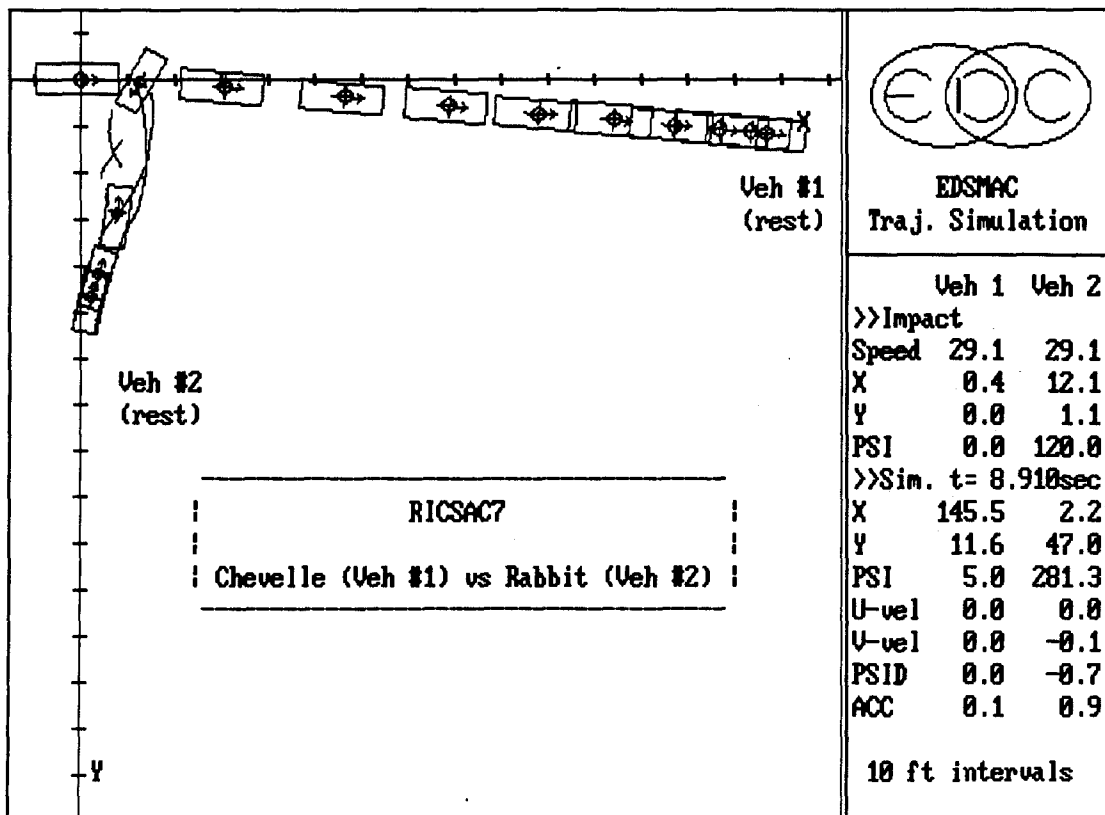 X
Veh #1
(rest)
Veh #2
(rest)
RICSAC7
Chevelle (Veh #1) vs Rabbit (Veh #2)
Y
EDSMAC
Traj. Simulation
Veh 1 Veh 2
>>Impact
Speed 29.1 29.1
X 0.4 12.1
Y 0.0 1.1
PSI 0.0 120.0
>>Sim. t= 8.910sec
X 145.5 2.2
Y 11.6 47.0
PSI 5.0 281.3
U-vel 0.0 0.0
V-vel 0.0 -0.1
PSID 0.0 -0.7
ACC 0.1 0.9
10 ft intervals